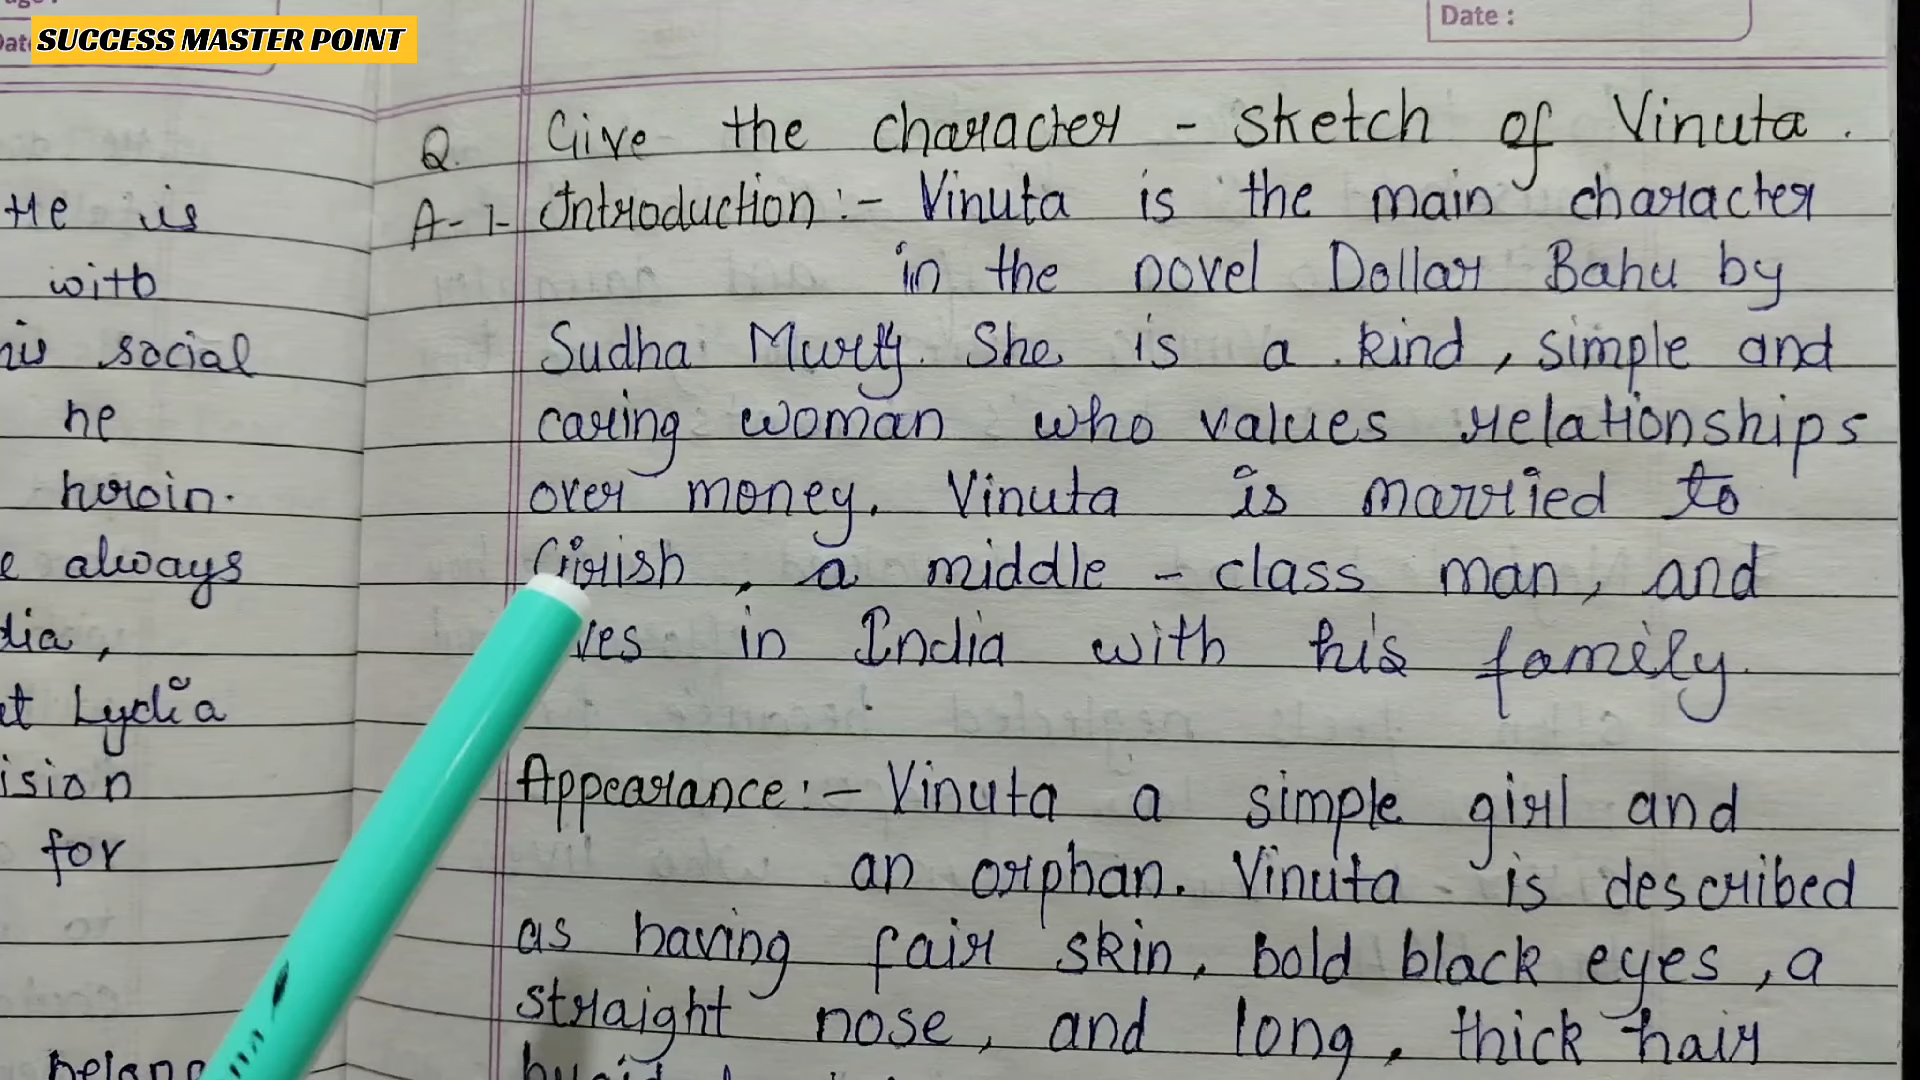 SUCCESS MASTER POINT
Date :
He is
with
social
he
heroin.
always
Lydia
for
Q. Give the character - sketch of Vinuta.
A-1- Introduction :- Vinuta is the main character
in the novel Dollar Bahu by
Sudha Murty. She is a kind, simple and
caring woman who values relationships
over money. Vinuta is married to
Girish, a middle - class man, and
in India with his family.
Appearance :- Vinuta a simple girl and
an orphan. Vinuta is described
as having fair skin, bold black eyes, a
straight nose, and long, thick hair